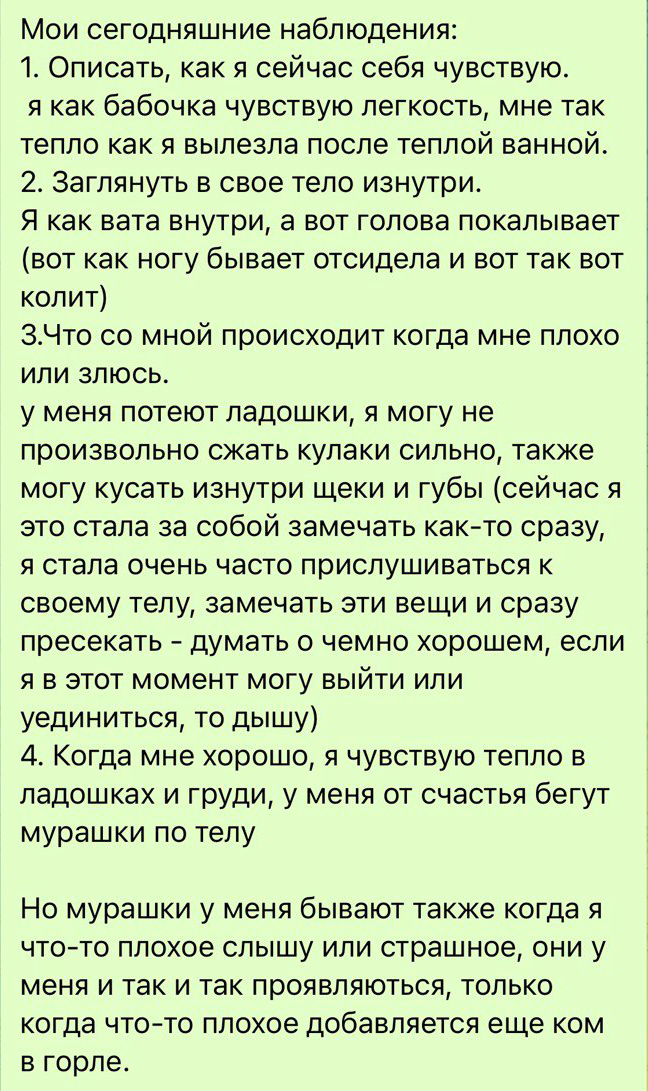 Мои сегодняшние наблюдения:
1. Описать, как я сейчас себя чувствую.
я как бабочка чувствую легкость, мне так
тепло как я вылезла после теплой ванной.
2. Заглянуть в свое тело изнутри.
Я как вата внутри, а вот голова покалывает
(вот как ногу бывает отсидела и вот так вот
колит)
3.Что со мной происходит когда мне плохо
или злюсь.
у меня потеют ладошки, я могу не
произвольно сжать кулаки сильно, также
могу кусать изнутри щеки и губы (сейчас я
это стала за собой замечать как-то сразу,
я стала очень часто прислушиваться к
своему телу, замечать эти вещи и сразу
пресекать - думать о чемно хорошем, если
я в этот момент могу выйти или
уединиться, то дышу)
4. Когда мне хорошо, я чувствую тепло в
ладошках и груди, у меня от счастья бегут
мурашки по телу
Но мурашки у меня бывают также когда я
что-то плохое слышу или страшное, они у
меня и так и так проявляються, только
когда что-то плохое добавляется еще ком
в горле.